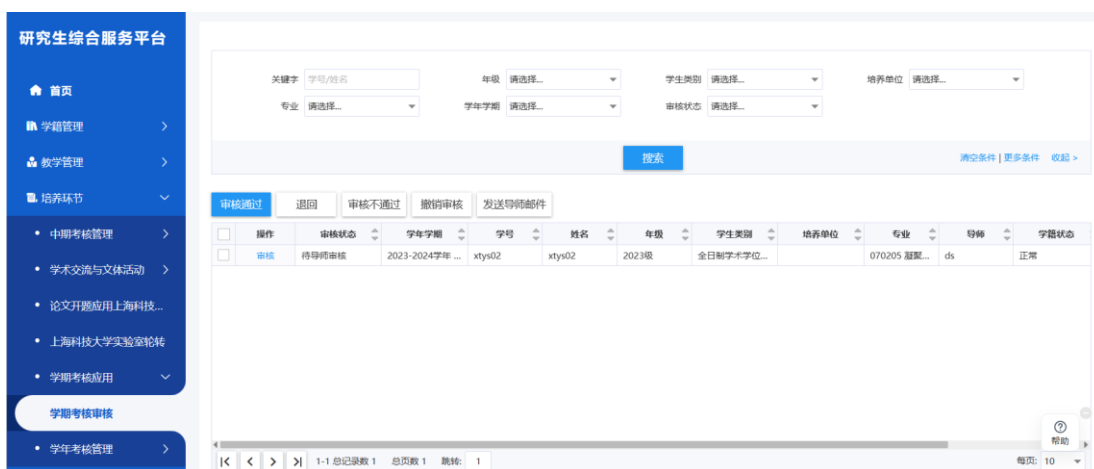 研究生综合服务平台
首页
学籍管理
教学管理
培养环节
中期考核管理
学术交流与文体活动
论文开题应用上海科技...
上海科技大学实验室轮转
学期考核应用
学期考核审核
学年考核管理
关键字 学号/姓名 年级 请选择... 学生类别 请选择... 培养单位 请选择...
专业 请选择... 学年学期 请选择... 审核状态 请选择...
搜索 清空条件 | 更多条件 收起 >
审核通过 退回 审核不通过 撤销审核 发送导师邮件
操作 审核状态 学年学期 学号 姓名 年级 学生类别 培养单位 专业 导师 学籍状态
审核 待导师审核 2023-2024学年 ... xtys02 xtys02 2023级 全日制学术学位... 070205 凝聚... ds 正常
帮助
1-1 总记录数 1 总页数 1 跳转: 1 每页: 10